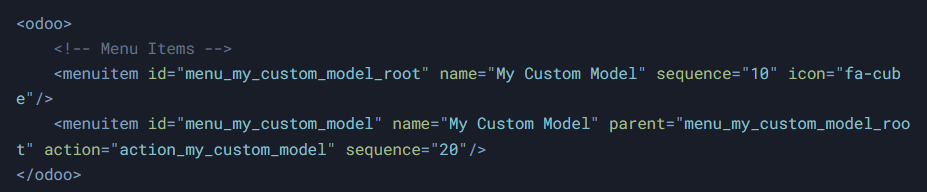 <odoo>
    <!-- Menu Items -->
    <menuitem id="menu_my_custom_model_root" name="My Custom Model" sequence="10" icon="fa-cub
e"/>
    <menuitem id="menu_my_custom_model" name="My Custom Model" parent="menu_my_custom_model_roo
t" action="action_my_custom_model" sequence="20"/>
</odoo>